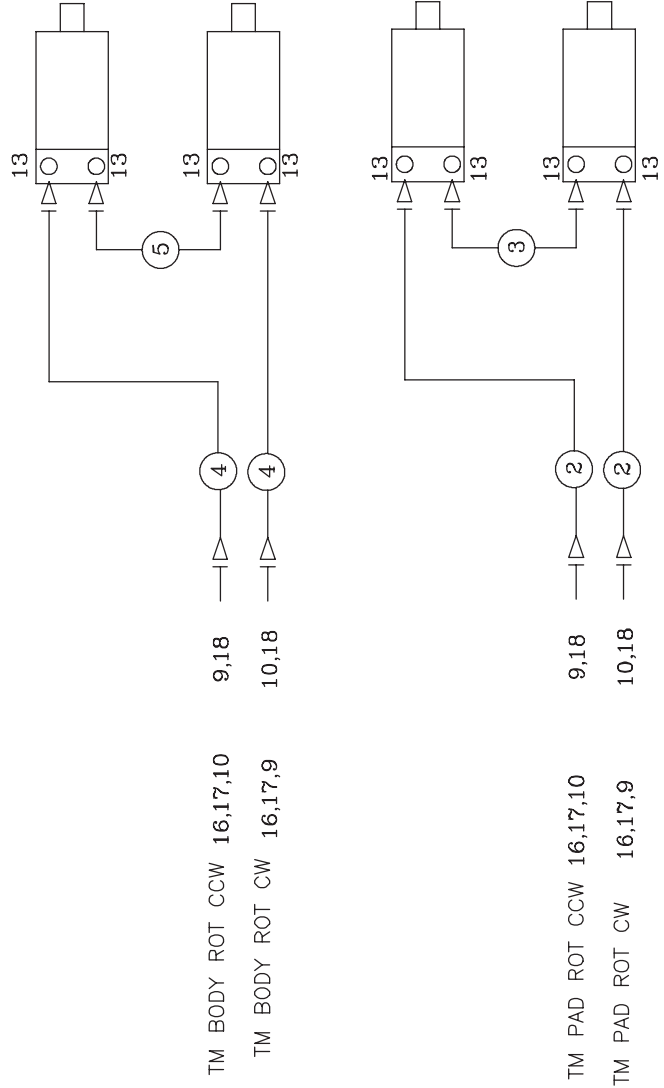 13
13
5
13
TM BODY ROT CCW 16,17,10 9,18 4
TM BODY ROT CW 16,17,9 10,18 4
13
13
13
3
13
TM PAD ROT CCW 16,17,10 9,18 2
TM PAD ROT CW 16,17,9 10,18 2
13